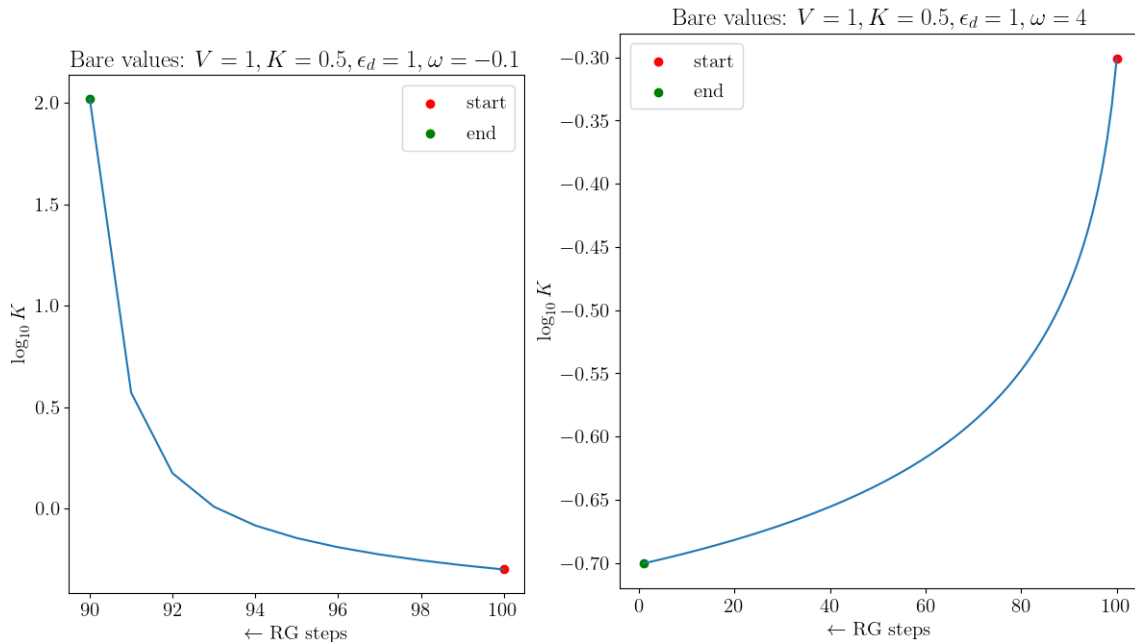 Bare values: V = 1, K = 0.5, ϵ_d = 1, ω = −0.1
start
end
2.0
1.5
1.0
0.5
0.0
log₁₀ K
90
92
94
96
98
100
← RG steps
Bare values: V = 1, K = 0.5, ϵ_d = 1, ω = 4
start
end
−0.30
−0.35
−0.40
−0.45
−0.50
−0.55
−0.60
−0.65
−0.70
log₁₀ K
0
20
40
60
80
100
← RG steps